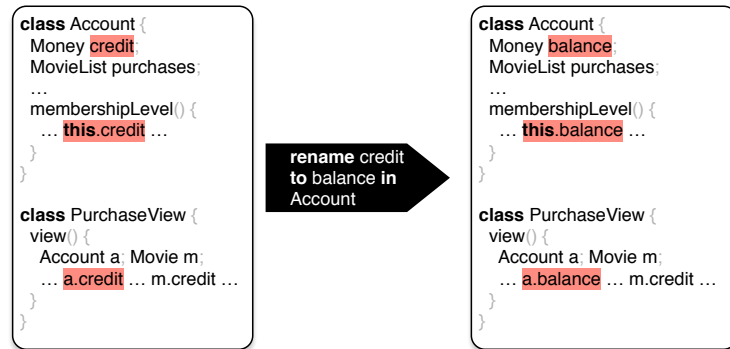 class Account {
Money credit;
MovieList purchases;
…
membershipLevel() {
… this.credit …
}
}
class PurchaseView {
view() {
Account a; Movie m;
… a.credit … m.credit …
}
}
rename credit
to balance in
Account
class Account {
Money balance;
MovieList purchases;
…
membershipLevel() {
… this.balance …
}
}
class PurchaseView {
view() {
Account a; Movie m;
… a.balance … m.credit …
}
}